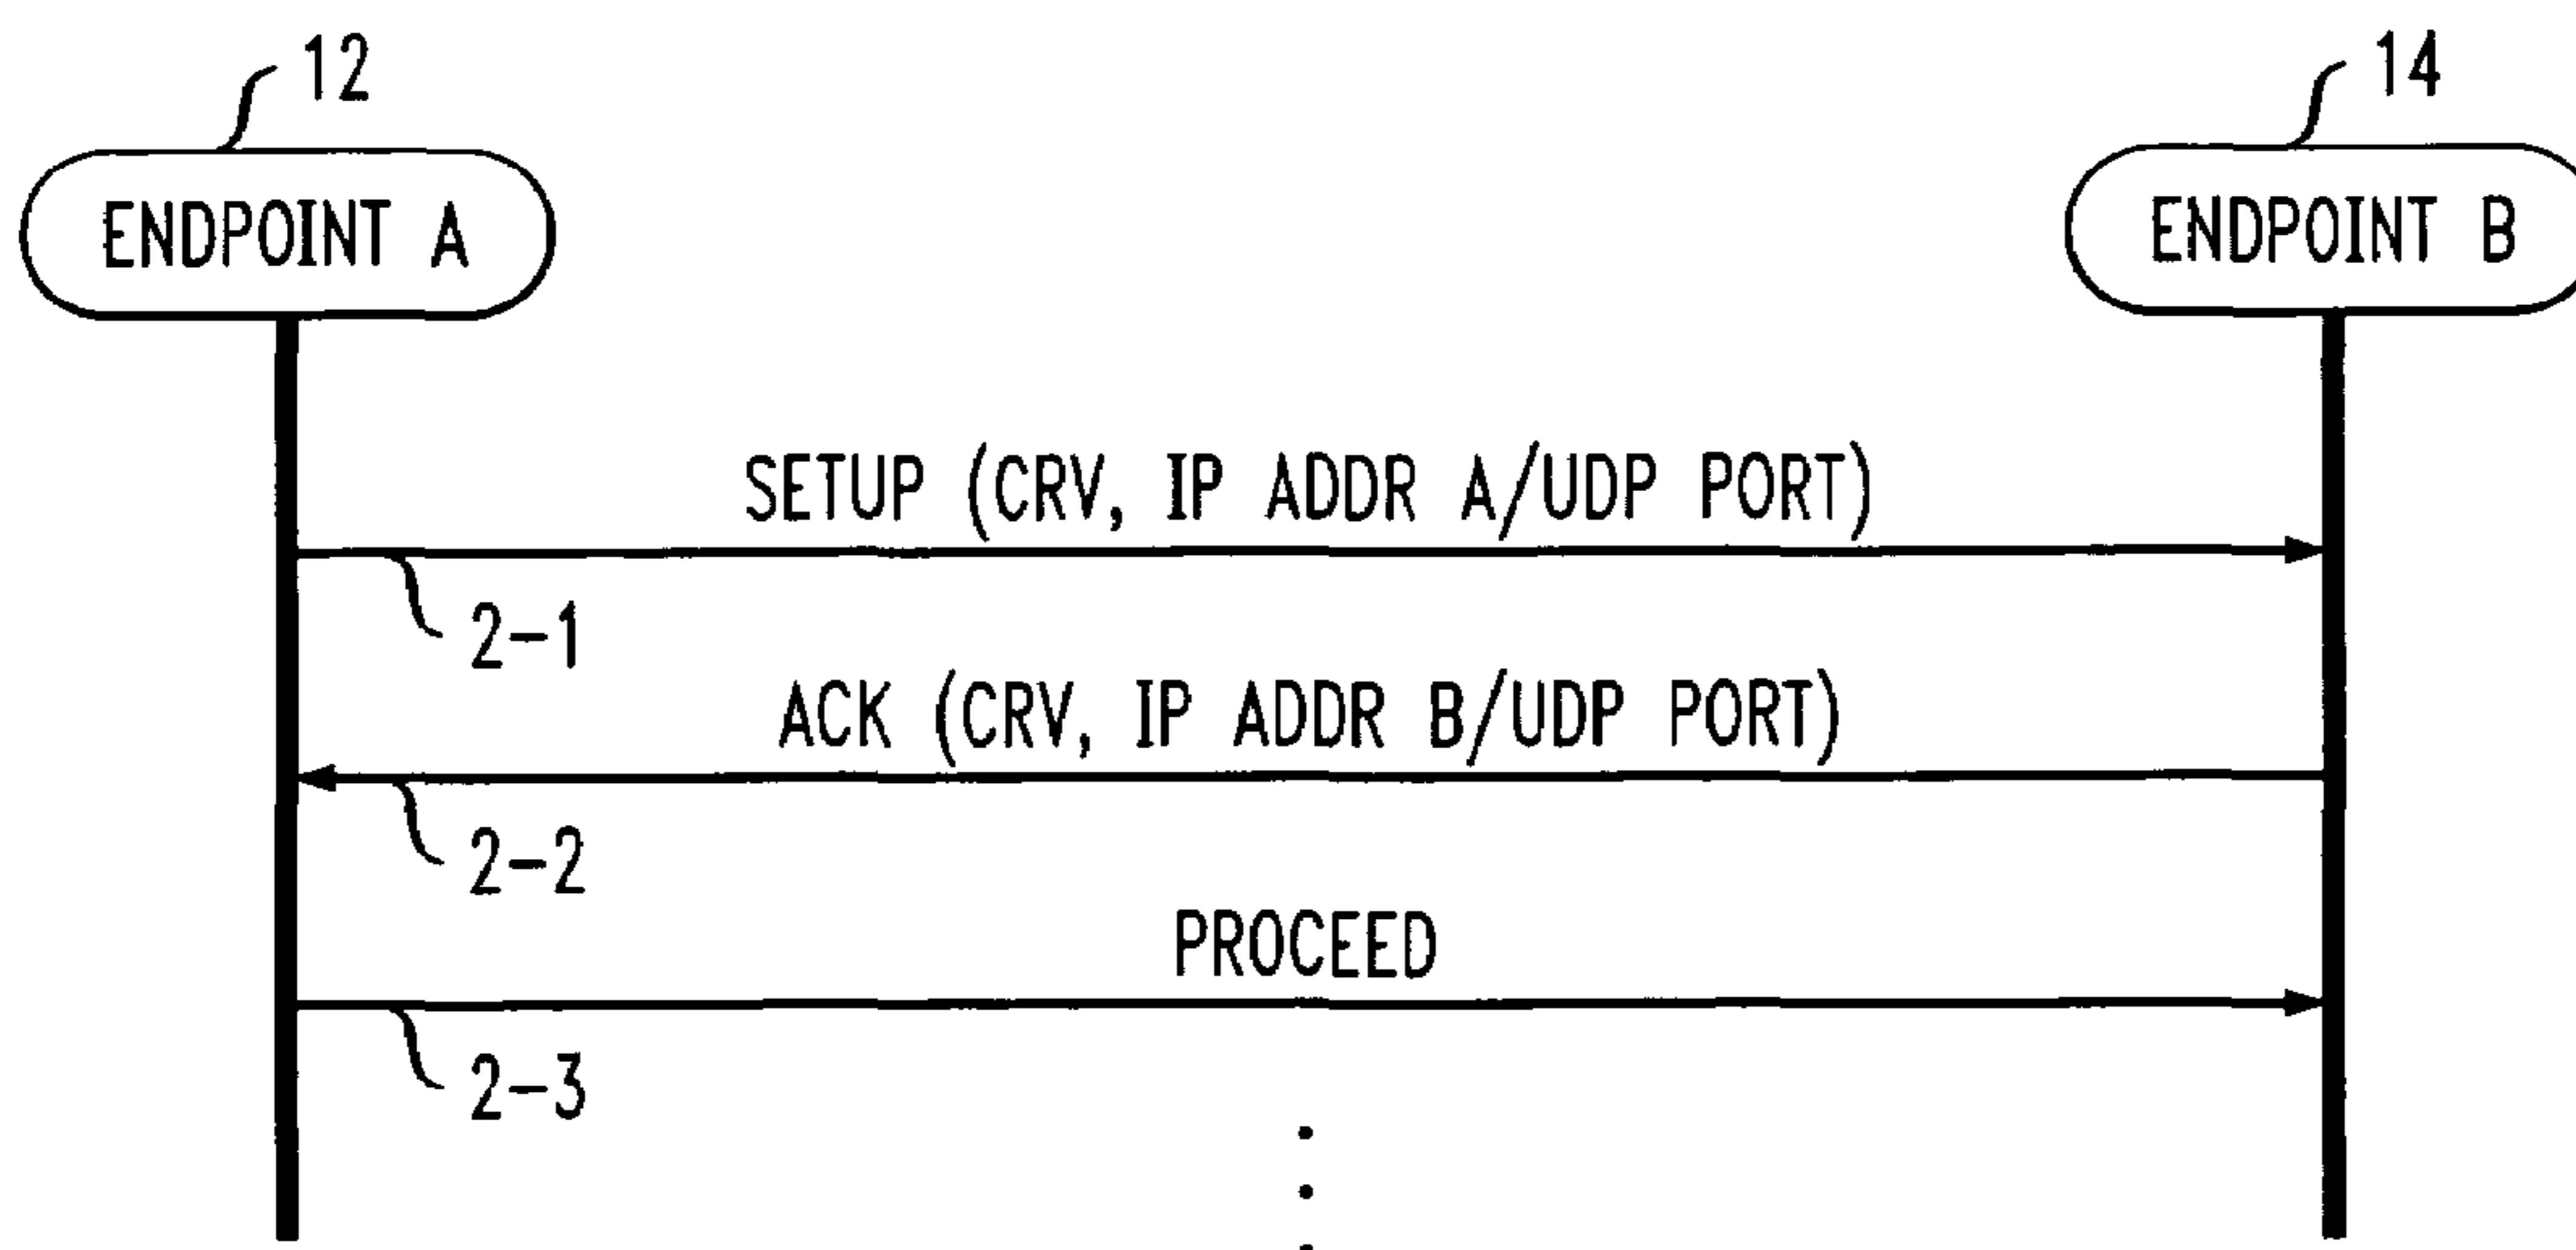 12
14
ENDPOINT A
ENDPOINT B
SETUP (CRV, IP ADDR A/UDP PORT)
2-1
ACK (CRV, IP ADDR B/UDP PORT)
2-2
PROCEED
2-3